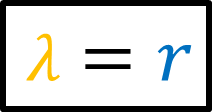 λ = r